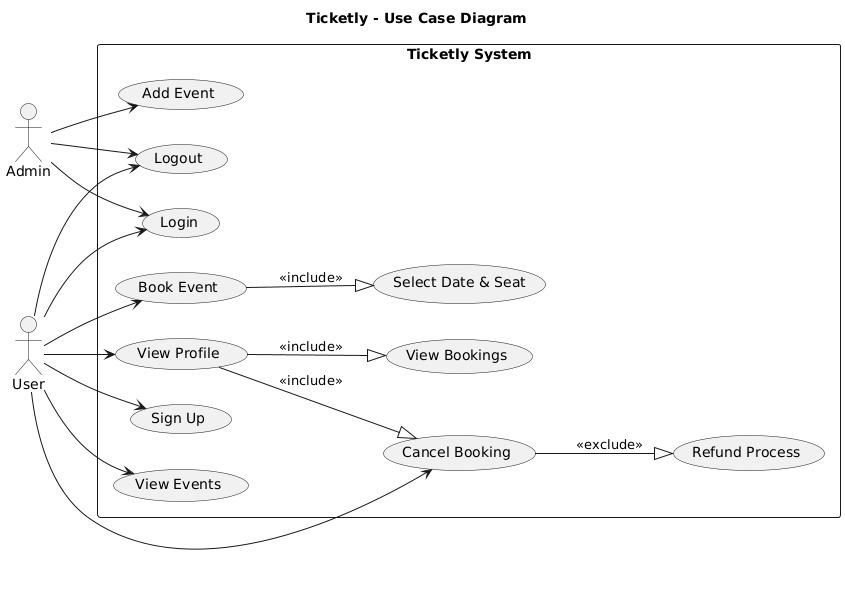 Ticketly - Use Case Diagram
Ticketly System
Add Event
Admin
Logout
Login
Book Event
«include»
Select Date & Seat
User
View Profile
«include»
View Bookings
«include»
Sign Up
Cancel Booking
«exclude»
Refund Process
View Events